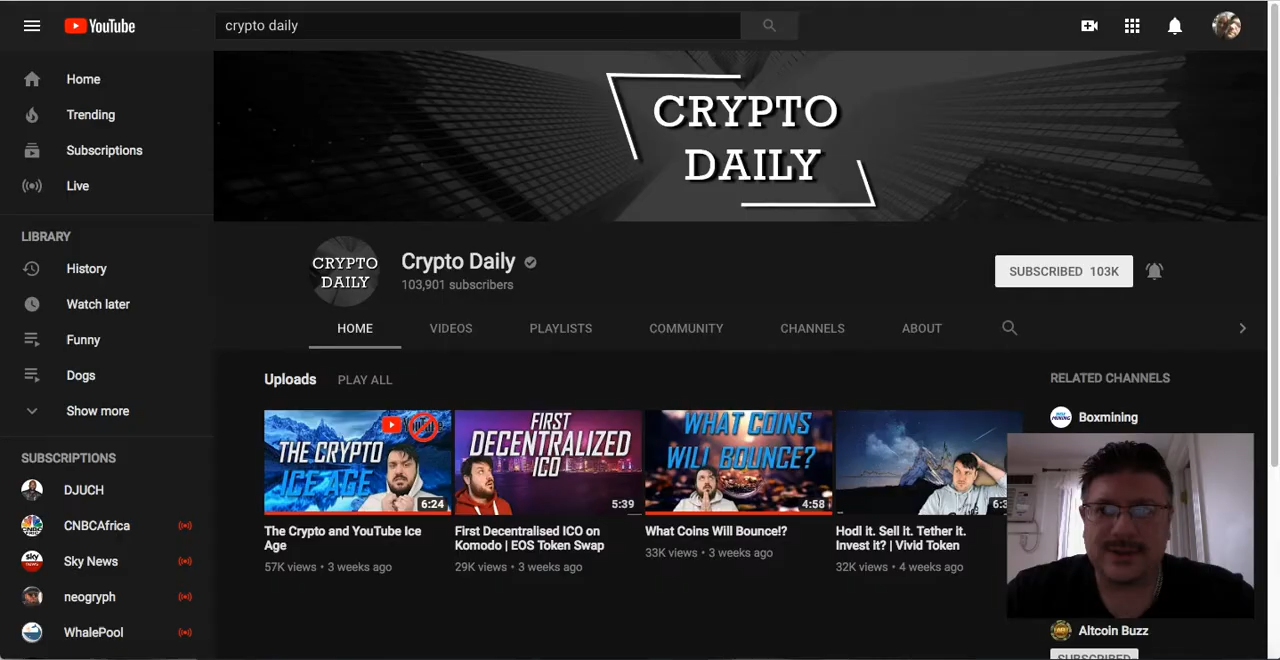 YouTube
crypto daily
Home
Trending
Subscriptions
Live
LIBRARY
History
Watch later
Funny
Dogs
Show more
SUBSCRIPTIONS
DJUCH
CNBCAfrica
Sky News
neogryph
WhalePool
CRYPTO
DAILY
CRYPTO
DAILY
Crypto Daily
103,901 subscribers
SUBSCRIBED 103K
HOME
VIDEOS
PLAYLISTS
COMMUNITY
CHANNELS
ABOUT
Uploads
PLAY ALL
THE CRYPTO
ICE AGE
YouTube
6:24
The Crypto and YouTube Ice
Age
57K views • 3 weeks ago
FIRST
DECENTRALIZED
ICO
5:39
First Decentralised ICO on
Komodo | EOS Token Swap
29K views • 3 weeks ago
WHAT COINS
WILL BOUNCE?
4:58
What Coins Will Bounce!?
33K views • 3 weeks ago
Hodl it. Sell it. Tether it.
Invest it? | Vivid Token
32K views • 4 weeks ago
RELATED CHANNELS
Boxmining
Altcoin Buzz
SUBSCRIBED